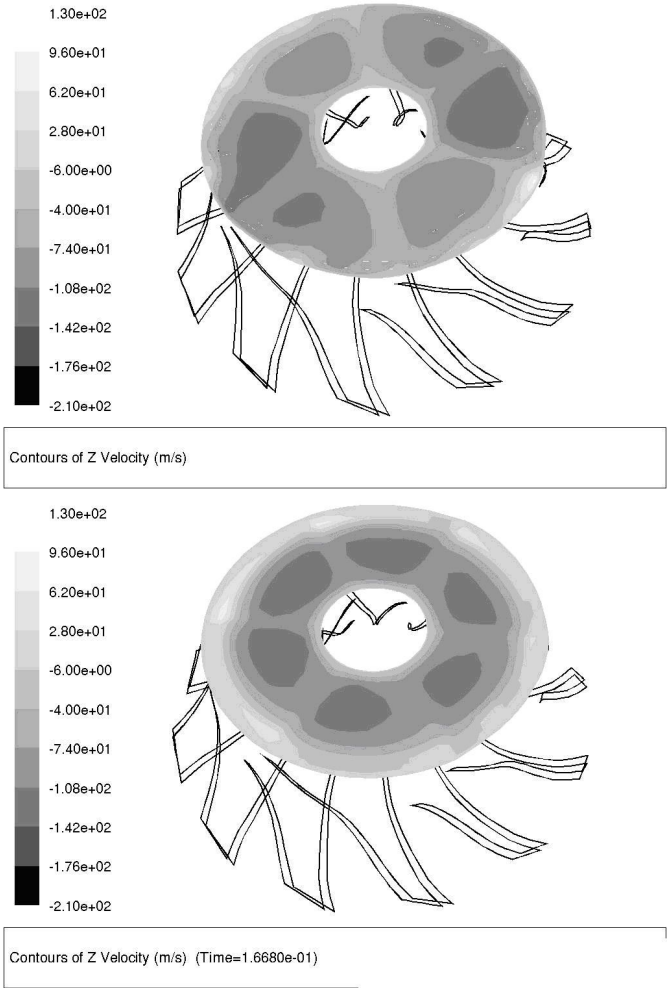 1.30e+02
9.60e+01
6.20e+01
2.80e+01
-6.00e+00
-4.00e+01
-7.40e+01
-1.08e+02
-1.42e+02
-1.76e+02
-2.10e+02
Contours of Z Velocity (m/s)
1.30e+02
9.60e+01
6.20e+01
2.80e+01
-6.00e+00
-4.00e+01
-7.40e+01
-1.08e+02
-1.42e+02
-1.76e+02
-2.10e+02
Contours of Z Velocity (m/s) (Time=1.6680e-01)